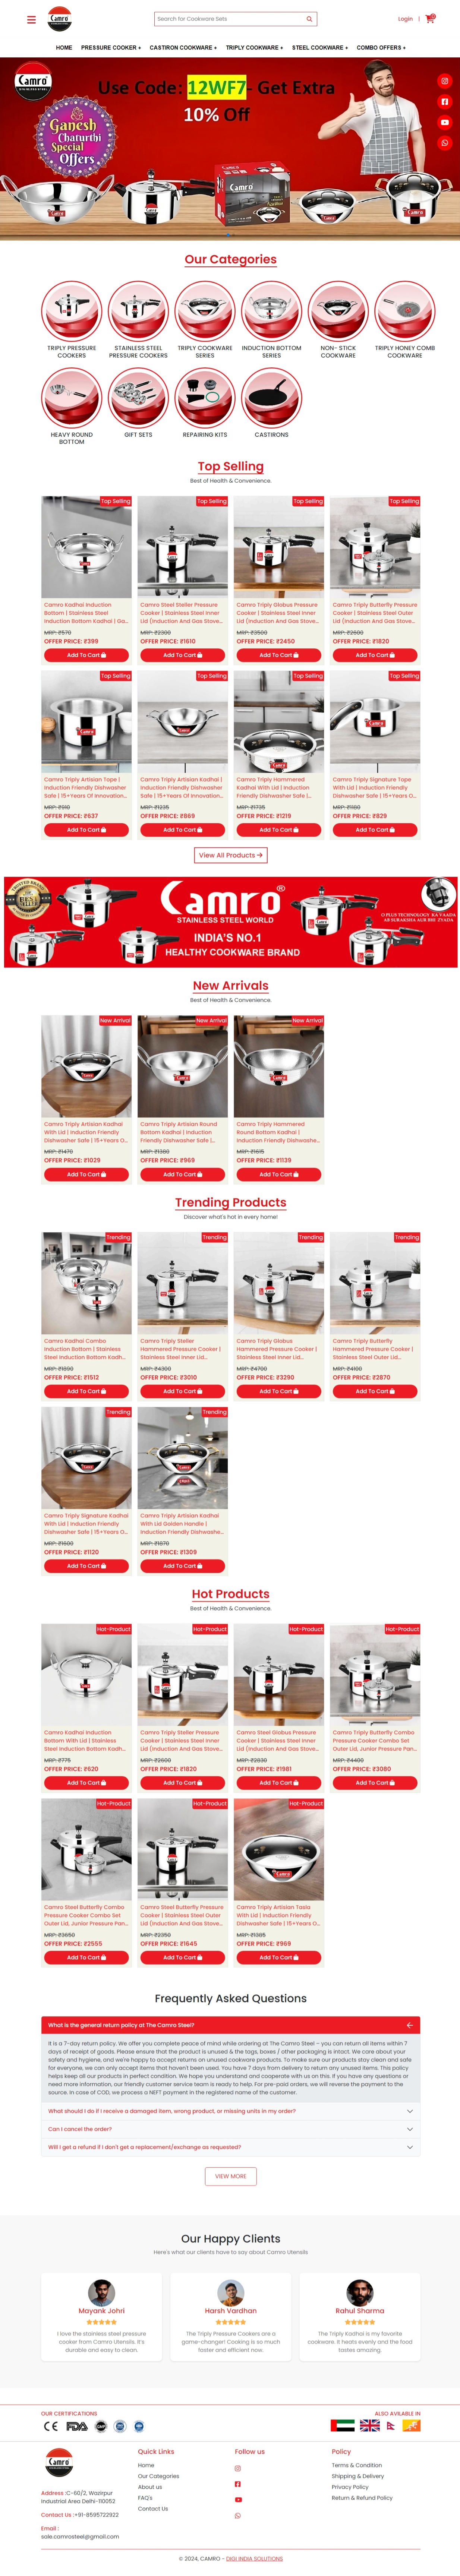 Camro
Search for Cookware Sets
Login |
HOME PRESSURE COOKER + CASTIRON COOKWARE + TRIPLY COOKWARE + STEEL COOKWARE + COMBO OFFERS +
Camro
Use Code: 12WF7- Get Extra
10% Off
Ganesh
Chaturthi
Special
Offers
Camro
Our Categories
TRIPLY PRESSURE
COOKERS
STAINLESS STEEL
PRESSURE COOKERS
TRIPLY COOKWARE
SERIES
INDUCTION BOTTOM
SERIES
NON- STICK
COOKWARE
TRIPLY HONEY COMB
COOKWARE
HEAVY ROUND
BOTTOM
GIFT SETS
REPAIRING KITS
CASTIRONS
Top Selling
Best of Health & Convenience.
Top Selling
Camro Kadhai Induction
Bottom | Stainless Steel
Induction Bottom Kadhai | Ga...
MRP: ₹570
OFFER PRICE: ₹399
Add To Cart
Top Selling
Camro Steel Steller Pressure
Cooker | Stainless Steel Inner
Lid (Induction And Gas Stove...
MRP: ₹2300
OFFER PRICE: ₹1610
Add To Cart
Top Selling
Camro Triply Globus Pressure
Cooker | Stainless Steel Inner
Lid (Induction And Gas Stove...
MRP: ₹3500
OFFER PRICE: ₹2450
Add To Cart
Top Selling
Camro Triply Butterfly Pressure
Cooker | Stainless Steel Outer
Lid (Induction And Gas Stove...
MRP: ₹2600
OFFER PRICE: ₹1820
Add To Cart
Top Selling
Camro Triply Artisian Tope |
Induction Friendly Dishwasher
Safe | 15+Years Of Innovation...
MRP: ₹910
OFFER PRICE: ₹637
Add To Cart
Top Selling
Camro Triply Artisian Kadhai |
Induction Friendly Dishwasher
Safe | 15+Years Of Innovation...
MRP: ₹1235
OFFER PRICE: ₹869
Add To Cart
Top Selling
Camro Triply Hammered
Kadhai With Lid | Induction
Friendly Dishwasher Safe |...
MRP: ₹1735
OFFER PRICE: ₹1219
Add To Cart
Top Selling
Camro Triply Signature Tope
With Lid | Induction Friendly
Dishwasher Safe | 15+Years O...
MRP: ₹1180
OFFER PRICE: ₹829
Add To Cart
View All Products
Camro®
STAINLESS STEEL WORLD
INDIA'S NO.1
HEALTHY COOKWARE BRAND
TRUSTED BRAND
BEST
QUALITY
O PLUS TECHNOLOGY KA VAADA
AB SURAKSHA AUR BHI ZYADA
New Arrivals
Best of Health & Convenience.
New Arrival
Camro Triply Artisian Kadhai
With Lid | Induction Friendly
Dishwasher Safe | 15+Years O...
MRP: ₹1470
OFFER PRICE: ₹1029
Add To Cart
New Arrival
Camro Triply Artisian Round
Bottom Kadhai | Induction
Friendly Dishwasher Safe |...
MRP: ₹1380
OFFER PRICE: ₹969
Add To Cart
New Arrival
Camro Triply Hammered
Round Bottom Kadhai |
Induction Friendly Dishwashe...
MRP: ₹1615
OFFER PRICE: ₹1139
Add To Cart
Trending Products
Discover what's hot in every home!
Trending
Camro Kadhai Combo
Induction Bottom | Stainless
Steel Induction Bottom Kadh...
MRP: ₹1890
OFFER PRICE: ₹1512
Add To Cart
Trending
Camro Triply Steller
Hammered Pressure Cooker |
Stainless Steel Inner Lid...
MRP: ₹4300
OFFER PRICE: ₹3010
Add To Cart
Trending
Camro Triply Globus
Hammered Pressure Cooker |
Stainless Steel Inner Lid...
MRP: ₹4700
OFFER PRICE: ₹3290
Add To Cart
Trending
Camro Triply Butterfly
Hammered Pressure Cooker |
Stainless Steel Outer Lid...
MRP: ₹4100
OFFER PRICE: ₹2870
Add To Cart
Trending
Camro Triply Signature Kadhai
With Lid | Induction Friendly
Dishwasher Safe | 15+Years O...
MRP: ₹1600
OFFER PRICE: ₹1120
Add To Cart
Trending
Camro Triply Artisian Kadhai
With Lid Golden Handle |
Induction Friendly Dishwashe...
MRP: ₹1870
OFFER PRICE: ₹1309
Add To Cart
Hot Products
Best of Health & Convenience.
Hot-Product
Camro Kadhai Induction
Bottom With Lid | Stainless
Steel Induction Bottom Kadh...
MRP: ₹775
OFFER PRICE: ₹620
Add To Cart
Hot-Product
Camro Triply Steller Pressure
Cooker | Stainless Steel Inner
Lid (Induction And Gas Stove...
MRP: ₹2600
OFFER PRICE: ₹1820
Add To Cart
Hot-Product
Camro Steel Globus Pressure
Cooker | Stainless Steel Inner
Lid (Induction And Gas Stove...
MRP: ₹2830
OFFER PRICE: ₹1981
Add To Cart
Hot-Product
Camro Triply Butterfly Combo
Pressure Cooker Combo Set
Outer Lid, Junior Pressure Pan...
MRP: ₹4400
OFFER PRICE: ₹3080
Add To Cart
Hot-Product
Camro Steel Butterfly Combo
Pressure Cooker Combo Set
Outer Lid, Junior Pressure Pan...
MRP: ₹3650
OFFER PRICE: ₹2555
Add To Cart
Hot-Product
Camro Steel Butterfly Pressure
Cooker | Stainless Steel Outer
Lid (Induction And Gas Stove...
MRP: ₹2350
OFFER PRICE: ₹1645
Add To Cart
Hot-Product
Camro Triply Artisian Tasla
With Lid | Induction Friendly
Dishwasher Safe | 15+Years O...
MRP: ₹1385
OFFER PRICE: ₹969
Add To Cart
Frequently Asked Questions
What is the general return policy at The Camro Steel?
It is a 7-day return policy. We offer you complete peace of mind while ordering at The Camro Steel – you can return all items within 7
days of receipt of goods. Please ensure that the product is unused & the tags, boxes / other packaging is intact. We care about your
safety and hygiene, and we're happy to accept returns on unused cookware products. To make sure our products stay clean and safe
for everyone, we can only accept items that haven't been used. You have 7 days from delivery to return any unused items. This policy
helps keep all our products in perfect condition. We hope you understand and cooperate with us on this. If you have any questions or
need more information, our friendly customer service team is ready to help. For pre-paid orders, we will reverse the payment to the
source. In case of COD, we process a NEFT payment in the registered name of the customer.
What should I do if I receive a damaged item, wrong product, or missing units in my order?
Can I cancel the order?
Will I get a refund if I don't get a replacement/exchange as requested?
VIEW MORE
Our Happy Clients
Here's what our clients have to say about Camro Utensils
Mayank Johri
I love the stainless steel pressure
cooker from Camro Utensils. It's
durable and easy to clean.
Harsh Vardhan
The Triply Pressure Cookers are a
game-changer! Cooking is so much
faster and efficient now.
Rahul Sharma
The Triply Kadhai is my favorite
cookware. It heats evenly and the food
tastes amazing.
OUR CERTIFICATIONS
CE FDA
ALSO AVILABLE IN
Camro
Address :C-60/2, Wazirpur
Industrial Area Delhi-110052
Contact Us :+91-8595722922
Email :
sale.camrosteel@gmail.com
Quick Links
Home
Our Categories
About us
FAQ's
Contact Us
Follow us
Policy
Terms & Condition
Shipping & Delivery
Privacy Policy
Return & Refund Policy
© 2024, CAMRO - DIGI INDIA SOLUTIONS